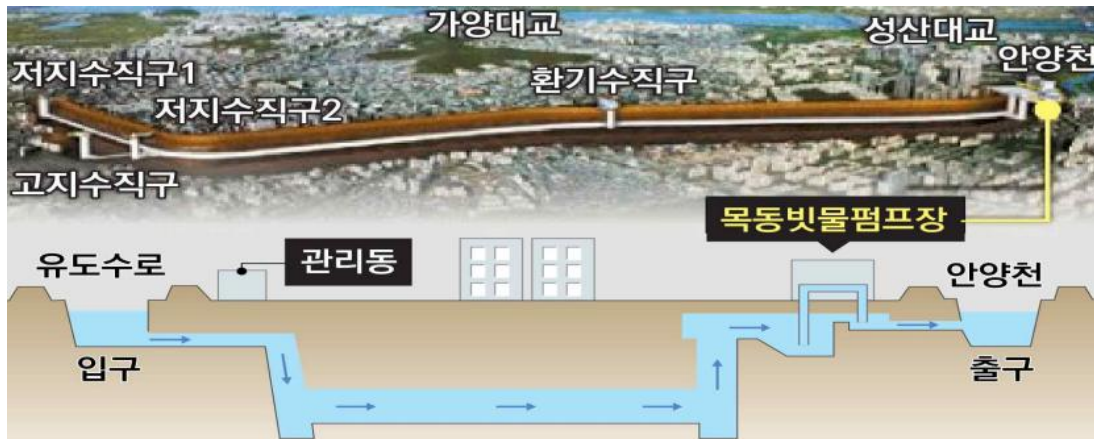 가양대교
성산대교
안양천
저지수직구1
환기수직구
저지수직구2
고지수직구
목동빗물펌프장
유도수로
관리동
안양천
입구
출구